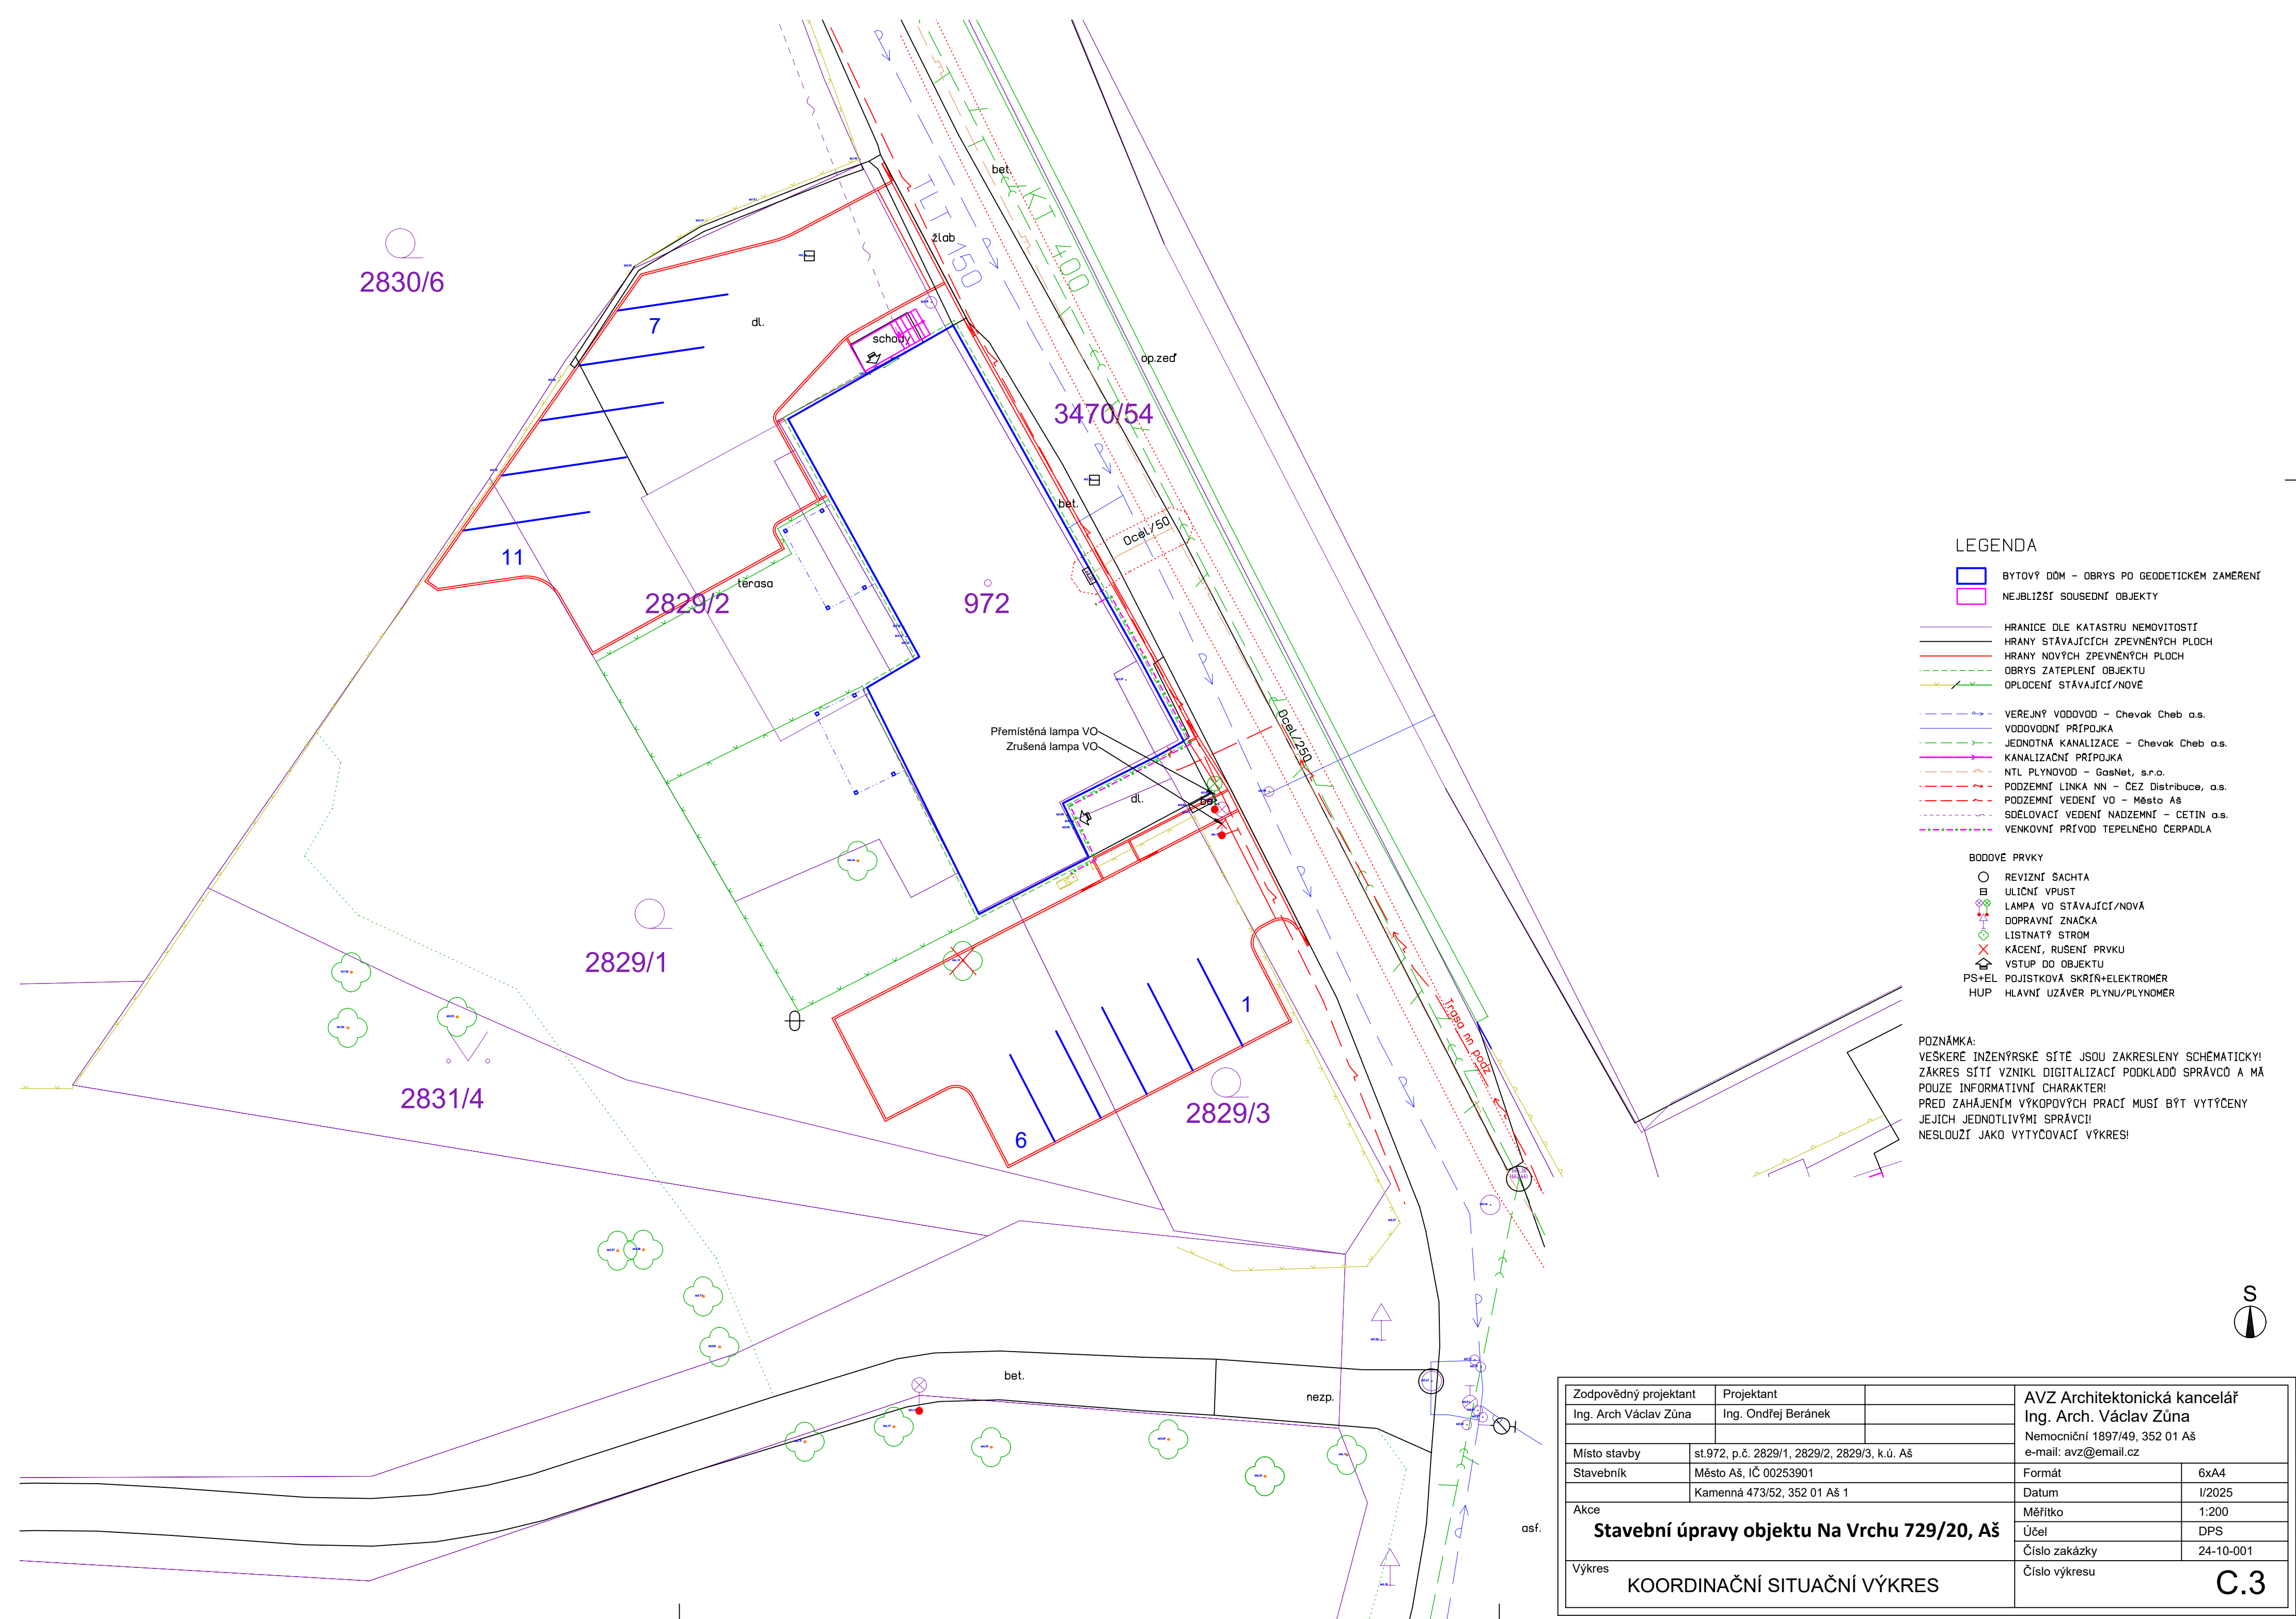 bet.
TLT 150
KT 400
žlab
2830/6
7
dl.
schody
op.zeď
3470/54
bet.
Ocel/50
11
terasa
2829/2
972
Přemístěná lampa VO
Zrušená lampa VO
Ocel/250
dl.
bet.
2829/1
1
Trasa nn podz
2831/4
6
2829/3
bet.
nezp.
asf.
LEGENDA
BYTOVÝ DŮM - OBRYS PO GEODETICKÉM ZAMĚŘENÍ
NEJBLIŽŠÍ SOUSEDNÍ OBJEKTY
HRANICE DLE KATASTRU NEMOVITOSTÍ
HRANY STÁVAJÍCÍCH ZPEVNĚNÝCH PLOCH
HRANY NOVÝCH ZPEVNĚNÝCH PLOCH
OBRYS ZATEPLENÍ OBJEKTU
OPLOCENÍ STÁVAJÍCÍ/NOVÉ
VEŘEJNÝ VODOVOD - Chevak Cheb a.s.
VODOVODNÍ PŘÍPOJKA
JEDNOTNÁ KANALIZACE - Chevak Cheb a.s.
KANALIZAČNÍ PŘÍPOJKA
NTL PLYNOVOD - GasNet, s.r.o.
PODZEMNÍ LINKA NN - ČEZ Distribuce, a.s.
PODZEMNÍ VEDENÍ VO - Město Aš
SDĚLOVACÍ VEDENÍ NADZEMNÍ - CETIN a.s.
VENKOVNÍ PŘÍVOD TEPELNÉHO ČERPADLA
BODOVÉ PRVKY
REVIZNÍ ŠACHTA
ULIČNÍ VPUST
LAMPA VO STÁVAJÍCÍ/NOVÁ
DOPRAVNÍ ZNAČKA
LISTNATÝ STROM
KÁCENÍ, RUŠENÍ PRVKU
VSTUP DO OBJEKTU
PS+EL POJISTKOVÁ SKŘÍŇ+ELEKTROMĚR
HUP HLAVNÍ UZÁVĚR PLYNU/PLYNOMĚR
POZNÁMKA:
VEŠKERÉ INŽENÝRSKÉ SÍTĚ JSOU ZAKRESLENY SCHÉMATICKY!
ZÁKRES SÍTÍ VZNIKL DIGITALIZACÍ PODKLADŮ SPRÁVCŮ A MÁ
POUZE INFORMATIVNÍ CHARAKTER!
PŘED ZAHÁJENÍM VÝKOPOVÝCH PRACÍ MUSÍ BÝT VYTÝČENY
JEJICH JEDNOTLIVÝMI SPRÁVCI!
NESLOUŽÍ JAKO VYTYČOVACÍ VÝKRES!
S
Zodpovědný projektant Projektant
Ing. Arch Václav Zůna Ing. Ondřej Beránek
Místo stavby st.972, p.č. 2829/1, 2829/2, 2829/3, k.ú. Aš
Stavebník Město Aš, IČ 00253901
Kamenná 473/52, 352 01 Aš 1
Akce
Stavební úpravy objektu Na Vrchu 729/20, Aš
Výkres
KOORDINAČNÍ SITUAČNÍ VÝKRES
AVZ Architektonická kancelář
Ing. Arch. Václav Zůna
Nemocniční 1897/49, 352 01 Aš
e-mail: avz@email.cz
Formát 6xA4
Datum I/2025
Měřítko 1:200
Účel DPS
Číslo zakázky 24-10-001
Číslo výkresu
C.3